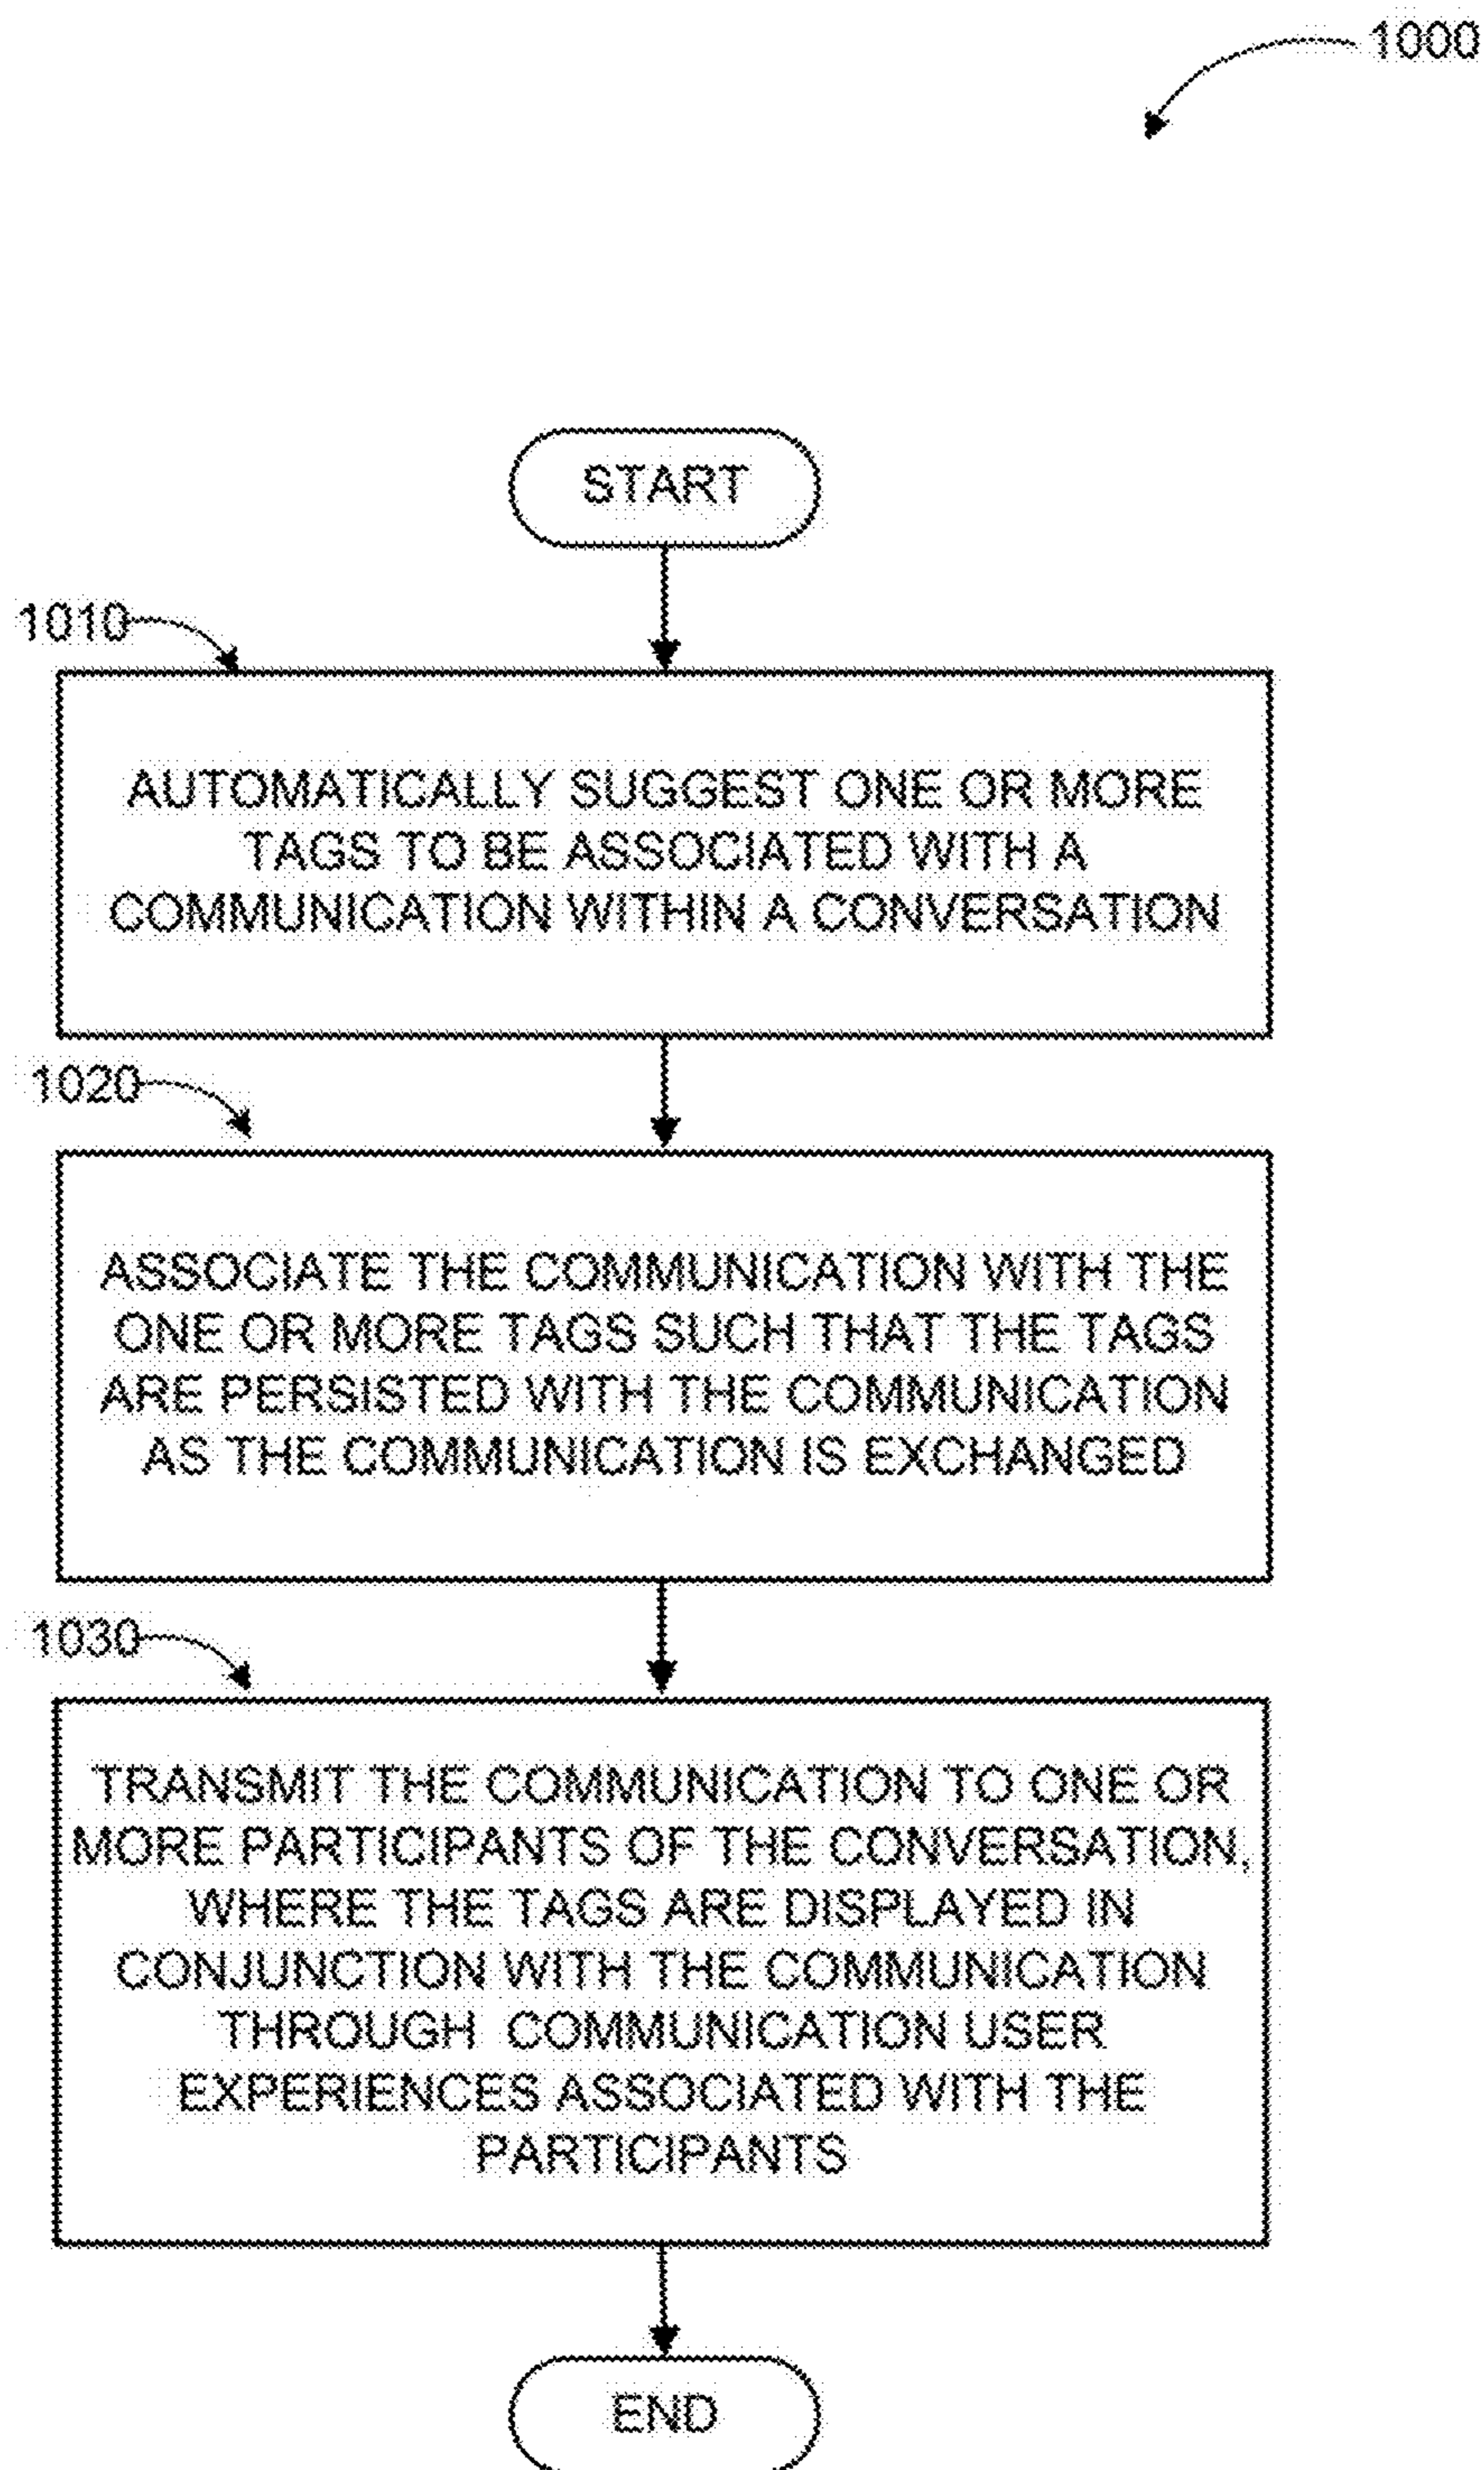 1000
START
1010
AUTOMATICALLY SUGGEST ONE OR MORE
TAGS TO BE ASSOCIATED WITH A
COMMUNICATION WITHIN A CONVERSATION
1020
ASSOCIATE THE COMMUNICATION WITH THE
ONE OR MORE TAGS SUCH THAT THE TAGS
ARE PERSISTED WITH THE COMMUNICATION
AS THE COMMUNICATION IS EXCHANGED
1030
TRANSMIT THE COMMUNICATION TO ONE OR
MORE PARTICIPANTS OF THE CONVERSATION,
WHERE THE TAGS ARE DISPLAYED IN
CONJUNCTION WITH THE COMMUNICATION
THROUGH COMMUNICATION USER
EXPERIENCES ASSOCIATED WITH THE
PARTICIPANTS
END